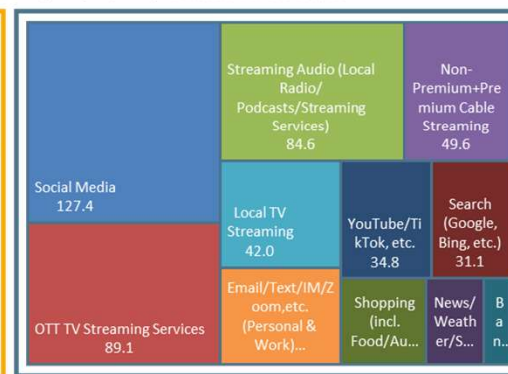 Social Media
127.4
OTT TV Streaming Services
89.1
Streaming Audio (Local
Radio/
Podcasts/Streaming
Services)
84.6
Non-
Premium+Pre
mium Cable
Streaming
49.6
Local TV
Streaming
42.0
YouTube/Ti
kTok, etc.
34.8
Search
(Google,
Bing, etc.)
31.1
Email/Text/IM/Z
oom,etc.
(Personal &
Work)...
Shopping
(incl.
Food/Au...
News/
Weath
er/S...
B
a
n...